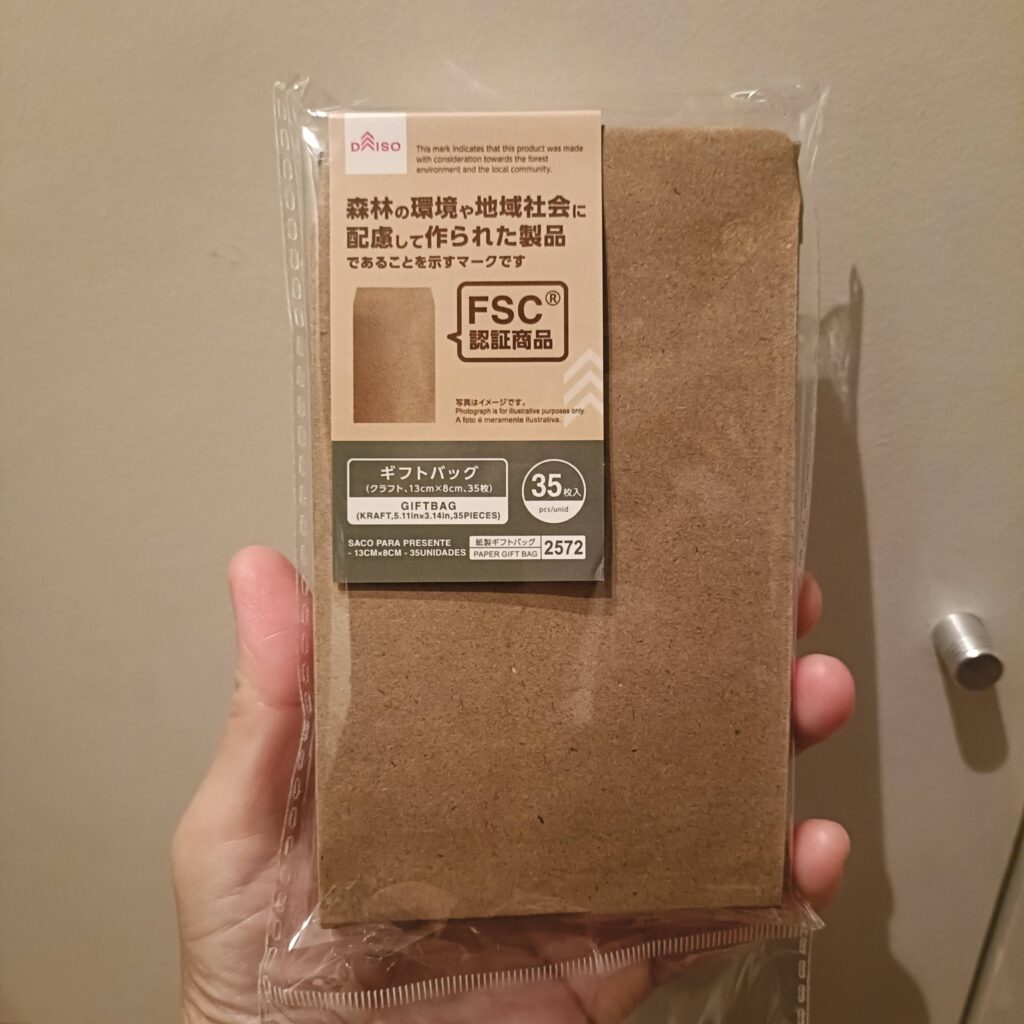 DAISO
This mark indicates that this product was made
with consideration towards the forest
environment and the local community.
森林の環境や地域社会に
配慮して作られた製品
であることを示すマークです
FSC®
認証商品
写真はイメージです。
Photograph is for illustrative purposes only.
A foto é meramente ilustrativa.
ギフトバッグ
(クラフト、13cm×8cm、35枚)
GIFTBAG
(KRAFT,5.11in×3.14in,35PIECES)
35枚入
pcs/unid
SACO PARA PRESENTE
- 13CM×8CM - 35UNIDADES
紙製ギフトバッグ
PAPER GIFT BAG
2572